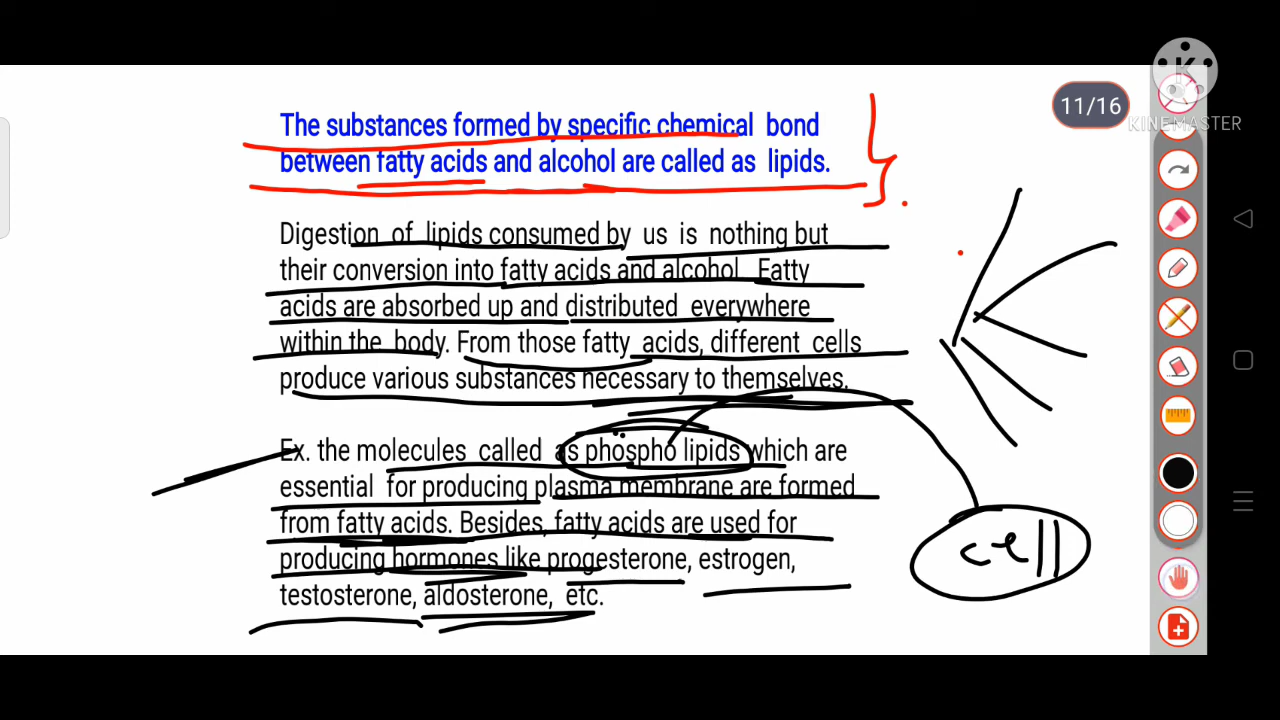 The substances formed by specific chemical bond
between fatty acids and alcohol are called as lipids.
11/16
KINEMASTER
Digestion of lipids consumed by us is nothing but
their conversion into fatty acids and alcohol. Fatty
acids are absorbed up and distributed everywhere
within the body. From those fatty acids, different cells
produce various substances necessary to themselves.
Ex. the molecules called as phospho lipids which are
essential for producing plasma membrane are formed
from fatty acids. Besides, fatty acids are used for
producing hormones like progesterone, estrogen,
testosterone, aldosterone, etc.
cell